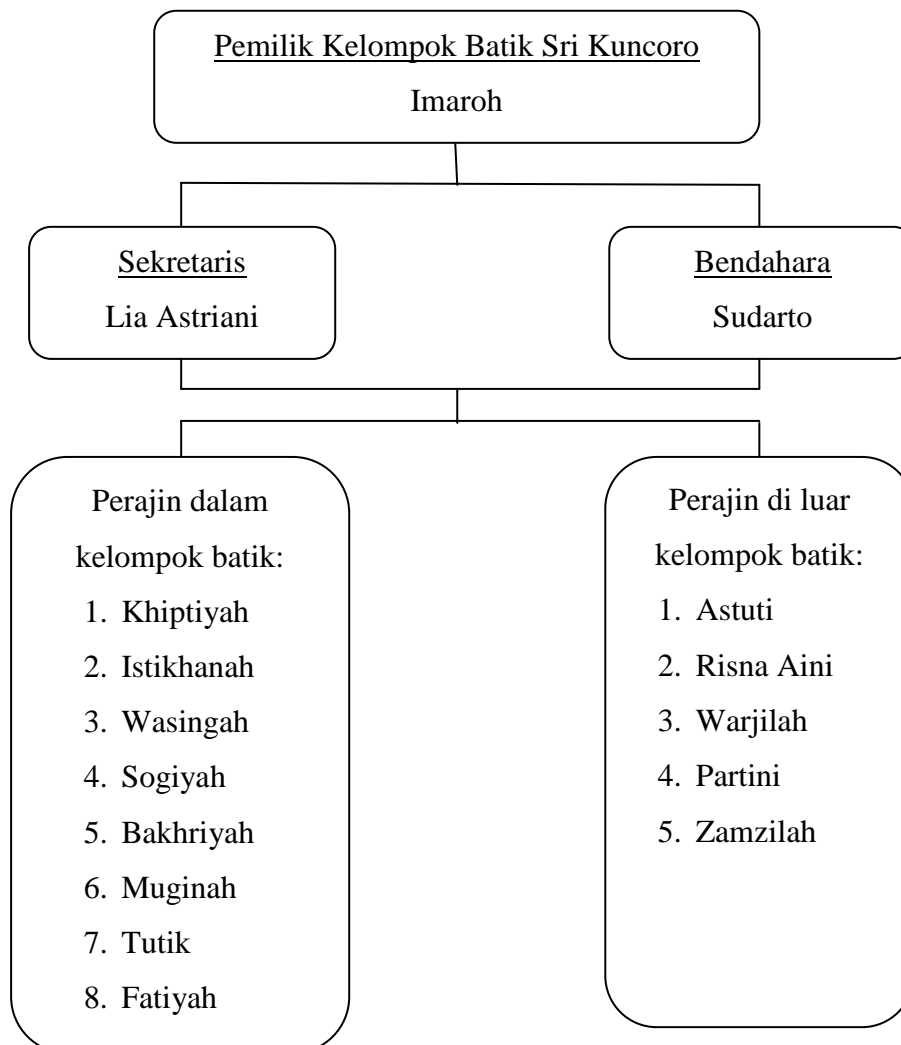 Pemilik Kelompok Batik Sri Kuncoro
Imaroh
Sekretaris
Lia Astriani
Bendahara
Sudarto
Perajin dalam
kelompok batik:
1. Khiptiyah
2. Istikhanah
3. Wasingah
4. Sogiyah
5. Bakhriyah
6. Muginah
7. Tutik
8. Fatiyah
Perajin di luar
kelompok batik:
1. Astuti
2. Risna Aini
3. Warjilah
4. Partini
5. Zamzilah